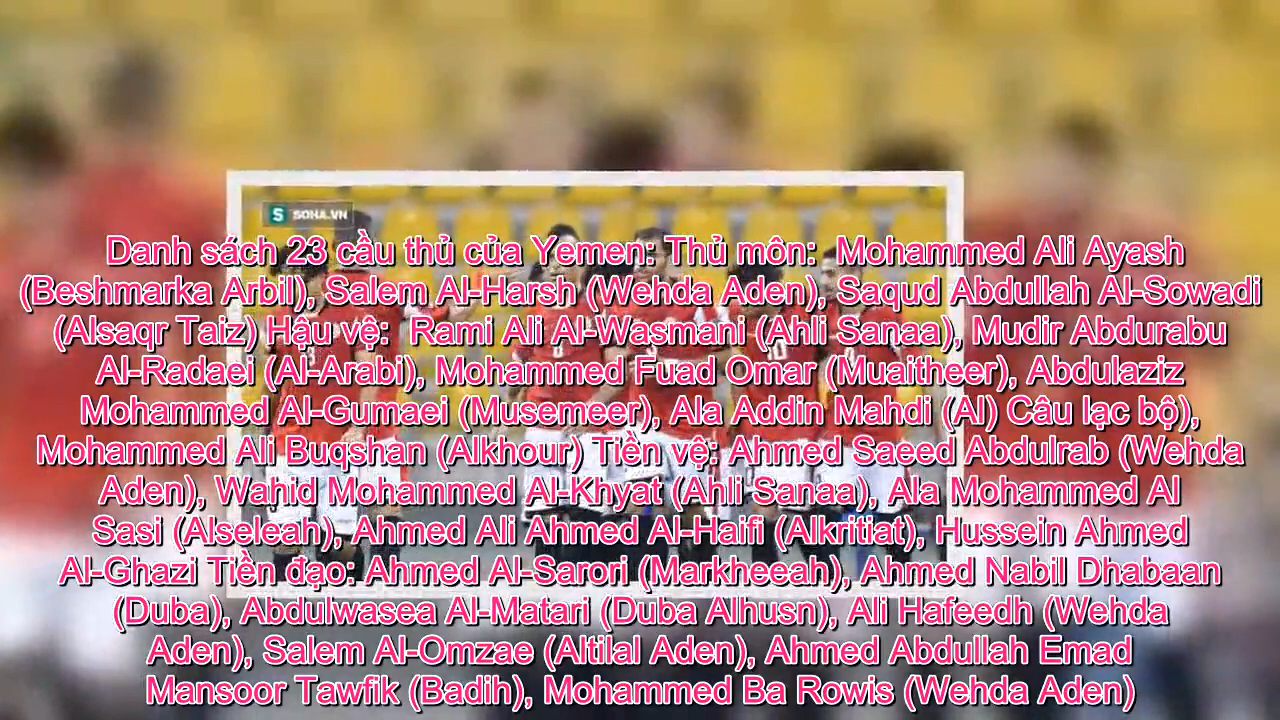 SOHA.VN
Danh sách 23 cầu thủ của Yemen: Thủ môn: Mohammed Ali Ayash
(Beshmarka Arbil), Salem Al-Harsh (Wehda Aden), Saqud Abdullah Al-Sowadi
(Alsaqr Taiz) Hậu vệ: Rami Ali Al-Wasmani (Ahli Sanaa), Mudir Abdurabu
Al-Radaei (Al-Arabi), Mohammed Fuad Omar (Muaitheer), Abdulaziz
Mohammed Al-Gumaei (Musemeer), Ala Addin Mahdi (Al) Câu lạc bộ),
Mohammed Ali Buqshan (Alkhour) Tiền vệ: Ahmed Saeed Abdulrab (Wehda
Aden), Wahid Mohammed Al-Khyat (Ahli Sanaa), Ala Mohammed Al
Sasi (Alseleah), Ahmed Ali Ahmed Al-Haifi (Alkritiat), Hussein Ahmed
Al-Ghazi Tiền đạo: Ahmed Al-Sarori (Markheeah), Ahmed Nabil Dhabaan
(Duba), Abdulwasea Al-Matari (Duba Alhusn), Ali Hafeedh (Wehda
Aden), Salem Al-Omzae (Altilal Aden), Ahmed Abdullah Emad
Mansoor Tawfik (Badih), Mohammed Ba Rowis (Wehda Aden)